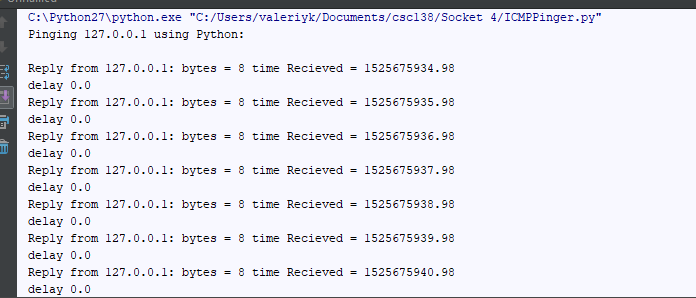 C:\Python27\python.exe "C:/Users/valeriyk/Documents/csc138/Socket 4/ICMPPinger.py"
Pinging 127.0.0.1 using Python:
Reply from 127.0.0.1: bytes = 8 time Recieved = 1525675934.98
delay 0.0
Reply from 127.0.0.1: bytes = 8 time Recieved = 1525675935.98
delay 0.0
Reply from 127.0.0.1: bytes = 8 time Recieved = 1525675936.98
delay 0.0
Reply from 127.0.0.1: bytes = 8 time Recieved = 1525675937.98
delay 0.0
Reply from 127.0.0.1: bytes = 8 time Recieved = 1525675938.98
delay 0.0
Reply from 127.0.0.1: bytes = 8 time Recieved = 1525675939.98
delay 0.0
Reply from 127.0.0.1: bytes = 8 time Recieved = 1525675940.98
delay 0.0